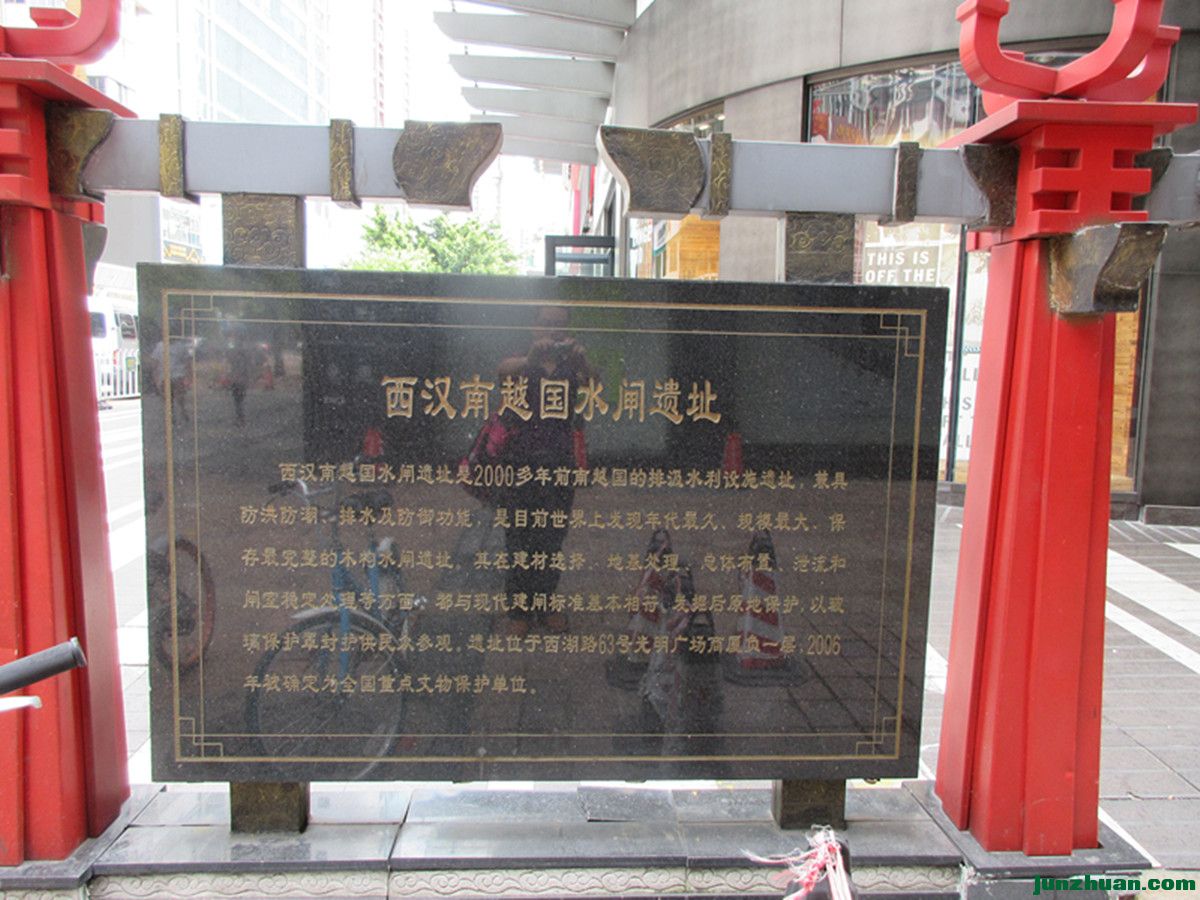 西汉南越国水闸遗址
西汉南越国水闸遗址是2000多年前南越国的排汲水利设施遗址，兼具
防洪防潮、排水及防御功能，是目前世界上发现年代最久、规模最大、保
存最完整的木构水闸遗址。其在建材选择、地基处理、总体布置、泄流和
闸室稳定处理等方面，都与现代建闸标准基本相符。发掘后原地保护，以玻
璃保护罩封护供民众参观。遗址位于西湖路63号光明广场商厦负一层，2006
年被确定为全国重点文物保护单位。
THIS IS
OFF THE
junzhuan.com